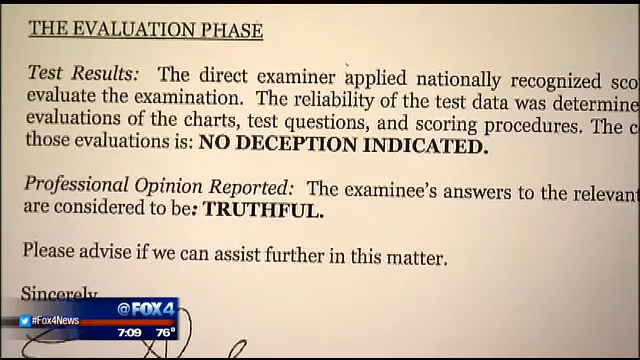 THE EVALUATION PHASE
Test Results: The direct examiner applied nationally recognized sco
evaluate the examination. The reliability of the test data was determine
evaluations of the charts, test questions, and scoring procedures. The c
those evaluations is: NO DECEPTION INDICATED.
Professional Opinion Reported: The examinee's answers to the relevant
are considered to be: TRUTHFUL.
Please advise if we can assist further in this matter.
Sincerely
@FOX4
#Fox4News
7:09 76°